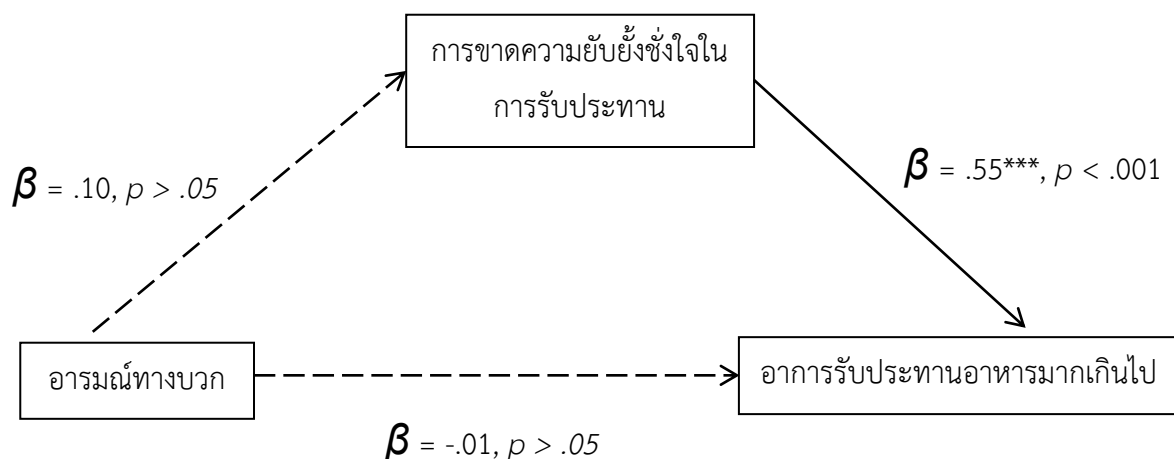 การขาดความยับยั้งชั่งใจใน
การรับประทาน
β = .10, p > .05
β = .55***, p < .001
อารมณ์ทางบวก
อาการรับประทานอาหารมากเกินไป
β = -.01, p > .05